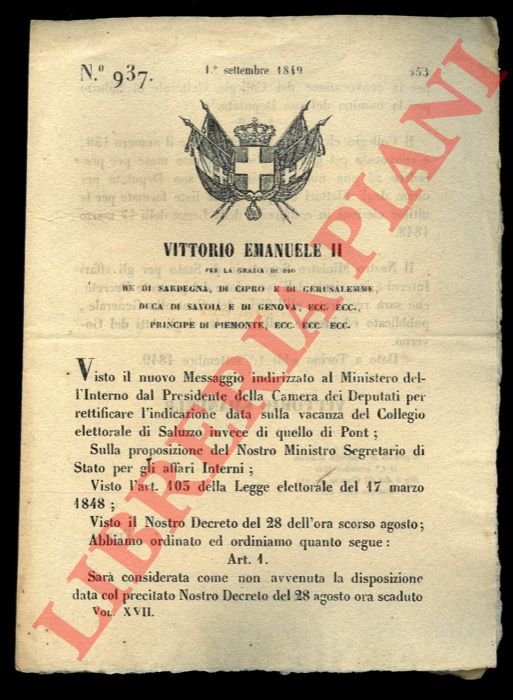 N.° 937.
1.° settembre 1849
553
VITTORIO EMANUELE II
PER LA GRAZIA DI DIO
RE DI SARDEGNA, DI CIPRO E DI GERUSALEMME,
DUCA DI SAVOIA E DI GENOVA, ECC. ECC.,
PRINCIPE DI PIEMONTE, ECC. ECC. ECC.
Visto il nuovo Messaggio indirizzato al Ministero del-
l'Interno dal Presidente della Camera dei Deputati per
rettificare l'indicazione data sulla vacanza del Collegio
elettorale di Saluzzo invece di quello di Pont ;
Sulla proposizione del Nostro Ministro Segretario di
Stato per gli affari Interni ;
Visto l'art. 105 della Legge elettorale del 17 marzo
1848 ;
Visto il Nostro Decreto del 28 dell'ora scorso agosto ;
Abbiamo ordinato ed ordiniamo quanto segue :
Art. 1.
Sarà considerata come non avvenuta la disposizione
data col precitato Nostro Decreto del 28 agosto ora scaduto
VOL. XVII.
LIBRERIA PIANI